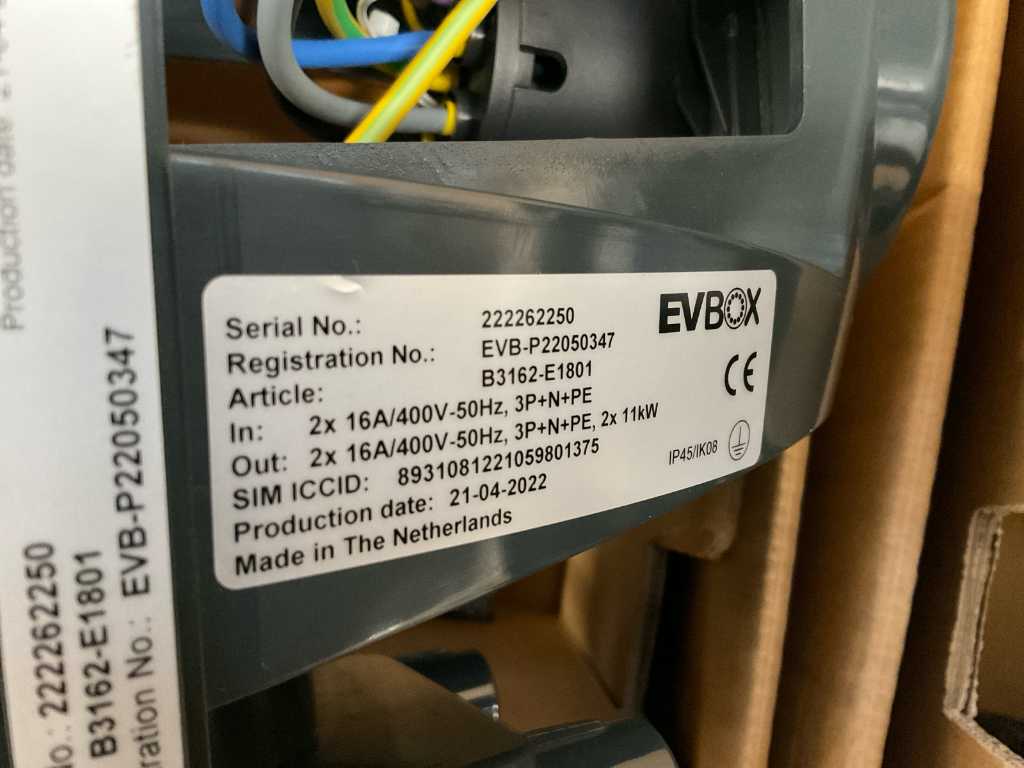 Production date
No.: 222262250
B3162-E1801
ration No.: EVB-P22050347
EVBOX
Serial No.: 222262250
Registration No.: EVB-P22050347
Article: B3162-E1801
In: 2x 16A/400V-50Hz, 3P+N+PE
Out: 2x 16A/400V-50Hz, 3P+N+PE, 2x 11kW
SIM ICCID: 8931081221059801375
Production date: 21-04-2022
Made in The Netherlands
CE
IP45/IK08